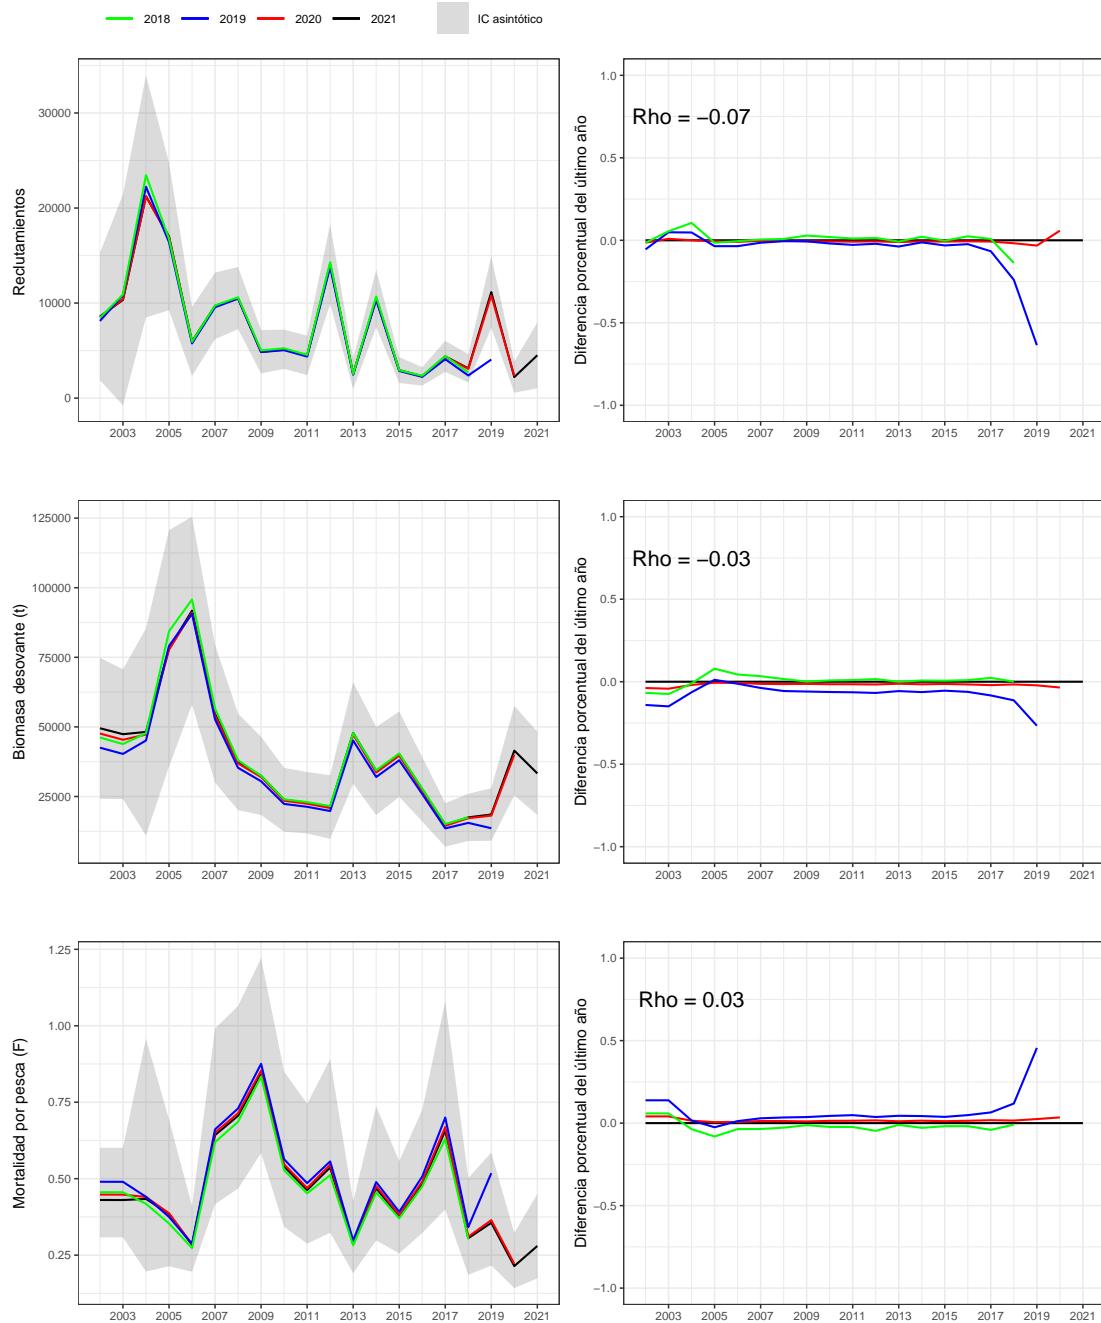 2018 2019 2020 2021 IC asintótico
Reclutamientos
30000
20000
10000
0
2003 2005 2007 2009 2011 2013 2015 2017 2019 2021
Diferencia porcentual del último año
Rho = −0.07
1.0
0.5
0.0
−0.5
−1.0
2003 2005 2007 2009 2011 2013 2015 2017 2019 2021
Biomasa desovante (t)
125000
100000
75000
50000
25000
2003 2005 2007 2009 2011 2013 2015 2017 2019 2021
Diferencia porcentual del último año
Rho = −0.03
1.0
0.5
0.0
−0.5
−1.0
2003 2005 2007 2009 2011 2013 2015 2017 2019 2021
Mortalidad por pesca (F)
1.25
1.00
0.75
0.50
0.25
2003 2005 2007 2009 2011 2013 2015 2017 2019 2021
Diferencia porcentual del último año
Rho = 0.03
1.0
0.5
0.0
−0.5
−1.0
2003 2005 2007 2009 2011 2013 2015 2017 2019 2021